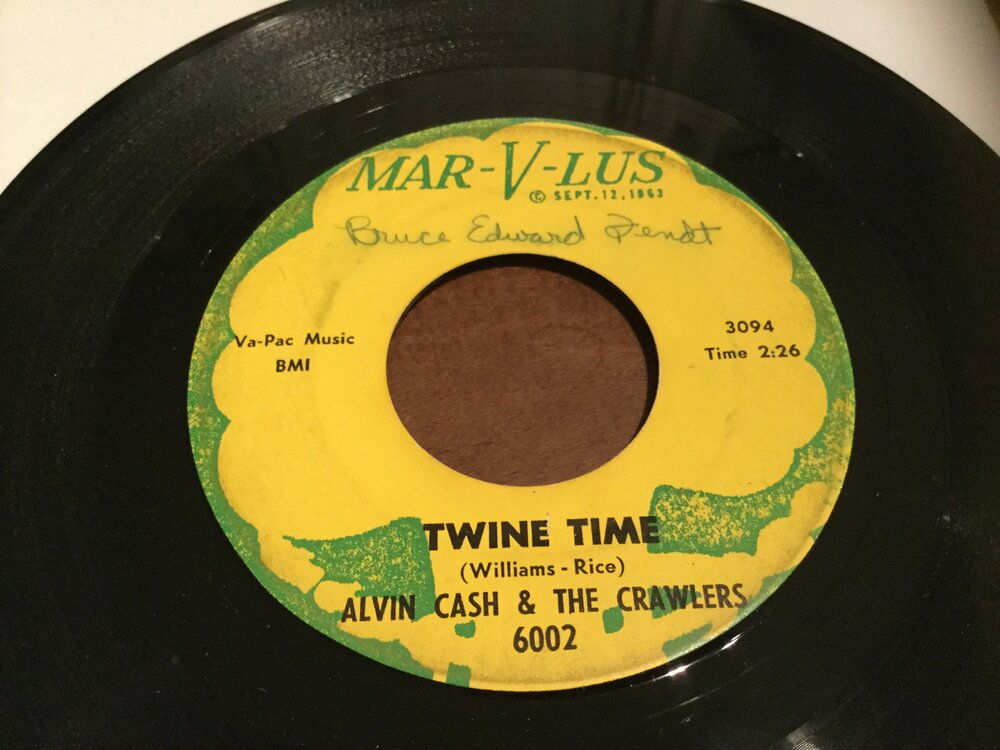 MAR-V-LUS
© SEPT. 12, 1963
Bruce Edward Fendt
Va-Pac Music
BMI
3094
Time 2:26
TWINE TIME
(Williams - Rice)
ALVIN CASH & THE CRAWLERS
6002